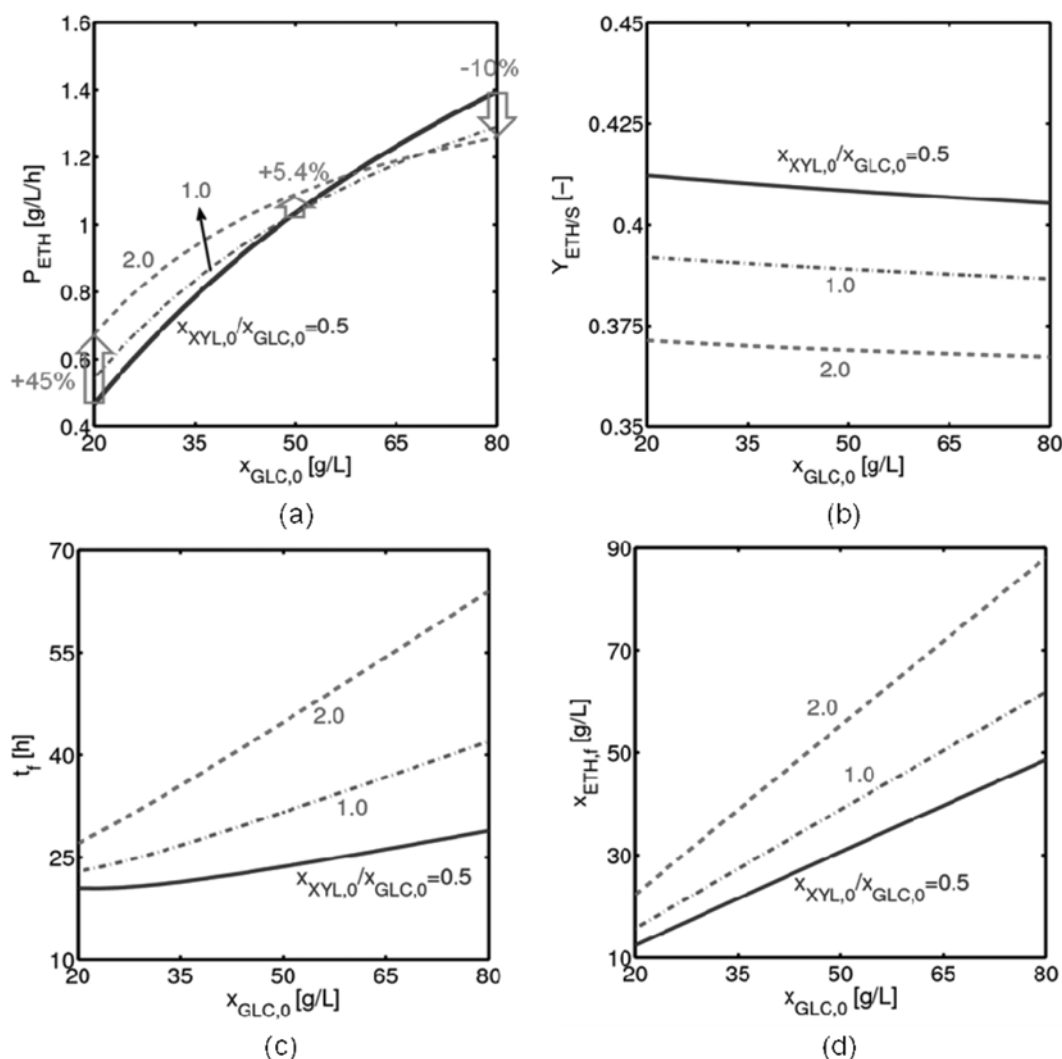 1.6
1.4
1.2
1
0.8
0.6
0.4
P_ETH [g/L/h]
-10%
+5.4%
1.0
2.0
x_XYL,0/x_GLC,0=0.5
+45%
20 35 50 65 80
x_GLC,0 [g/L]
(a)
0.45
0.425
0.4
0.375
0.35
Y_ETH/S [-]
x_XYL,0/x_GLC,0=0.5
1.0
2.0
20 35 50 65 80
x_GLC,0 [g/L]
(b)
70
55
40
25
10
t_f [h]
2.0
1.0
x_XYL,0/x_GLC,0=0.5
20 35 50 65 80
x_GLC,0 [g/L]
(c)
90
70
50
30
10
x_ETH,f [g/L]
2.0
1.0
x_XYL,0/x_GLC,0=0.5
20 35 50 65 80
x_GLC,0 [g/L]
(d)